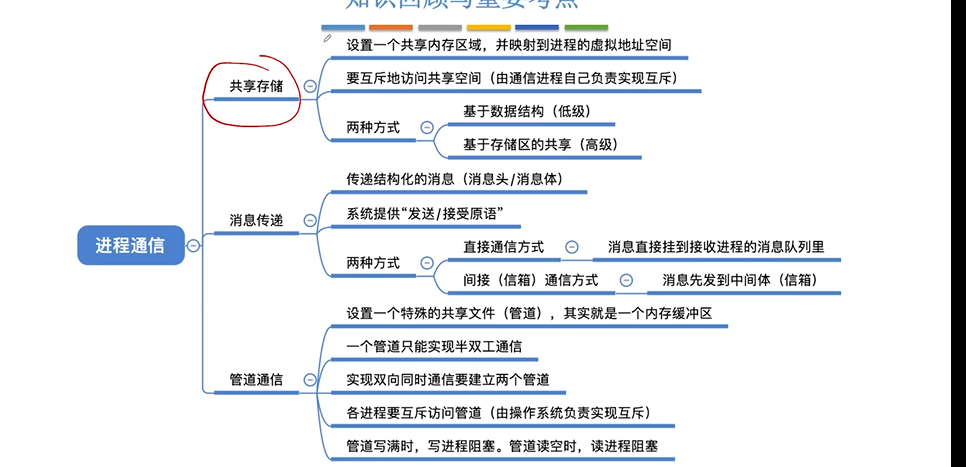 知识回顾与重要考点
设置一个共享内存区域，并映射到进程的虚拟地址空间
共享存储
要互斥地访问共享空间（由通信进程自己负责实现互斥）
两种方式
基于数据结构（低级）
基于存储区的共享（高级）
传递结构化的消息（消息头/消息体）
消息传递
系统提供“发送/接受原语”
进程通信
两种方式
直接通信方式
消息直接挂到接收进程的消息队列里
间接（信箱）通信方式
消息先发到中间体（信箱）
设置一个特殊的共享文件（管道），其实就是一个内存缓冲区
一个管道只能实现半双工通信
管道通信
实现双向同时通信要建立两个管道
各进程要互斥访问管道（由操作系统负责实现互斥）
管道写满时，写进程阻塞。管道读空时，读进程阻塞